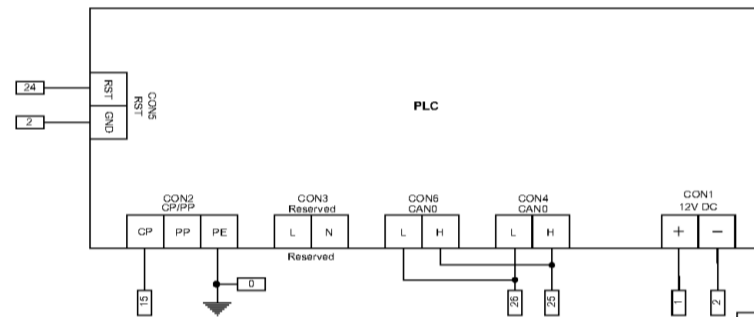 24
RST
CON5
RST
PLC
2
GND
CON2
CP/PP
CON3
Reserved
CON6
CAN0
CON4
CAN0
CON1
12V DC
CP PP PE
L N
L H
L H
+ −
Reserved
0
15
26
25
1
2